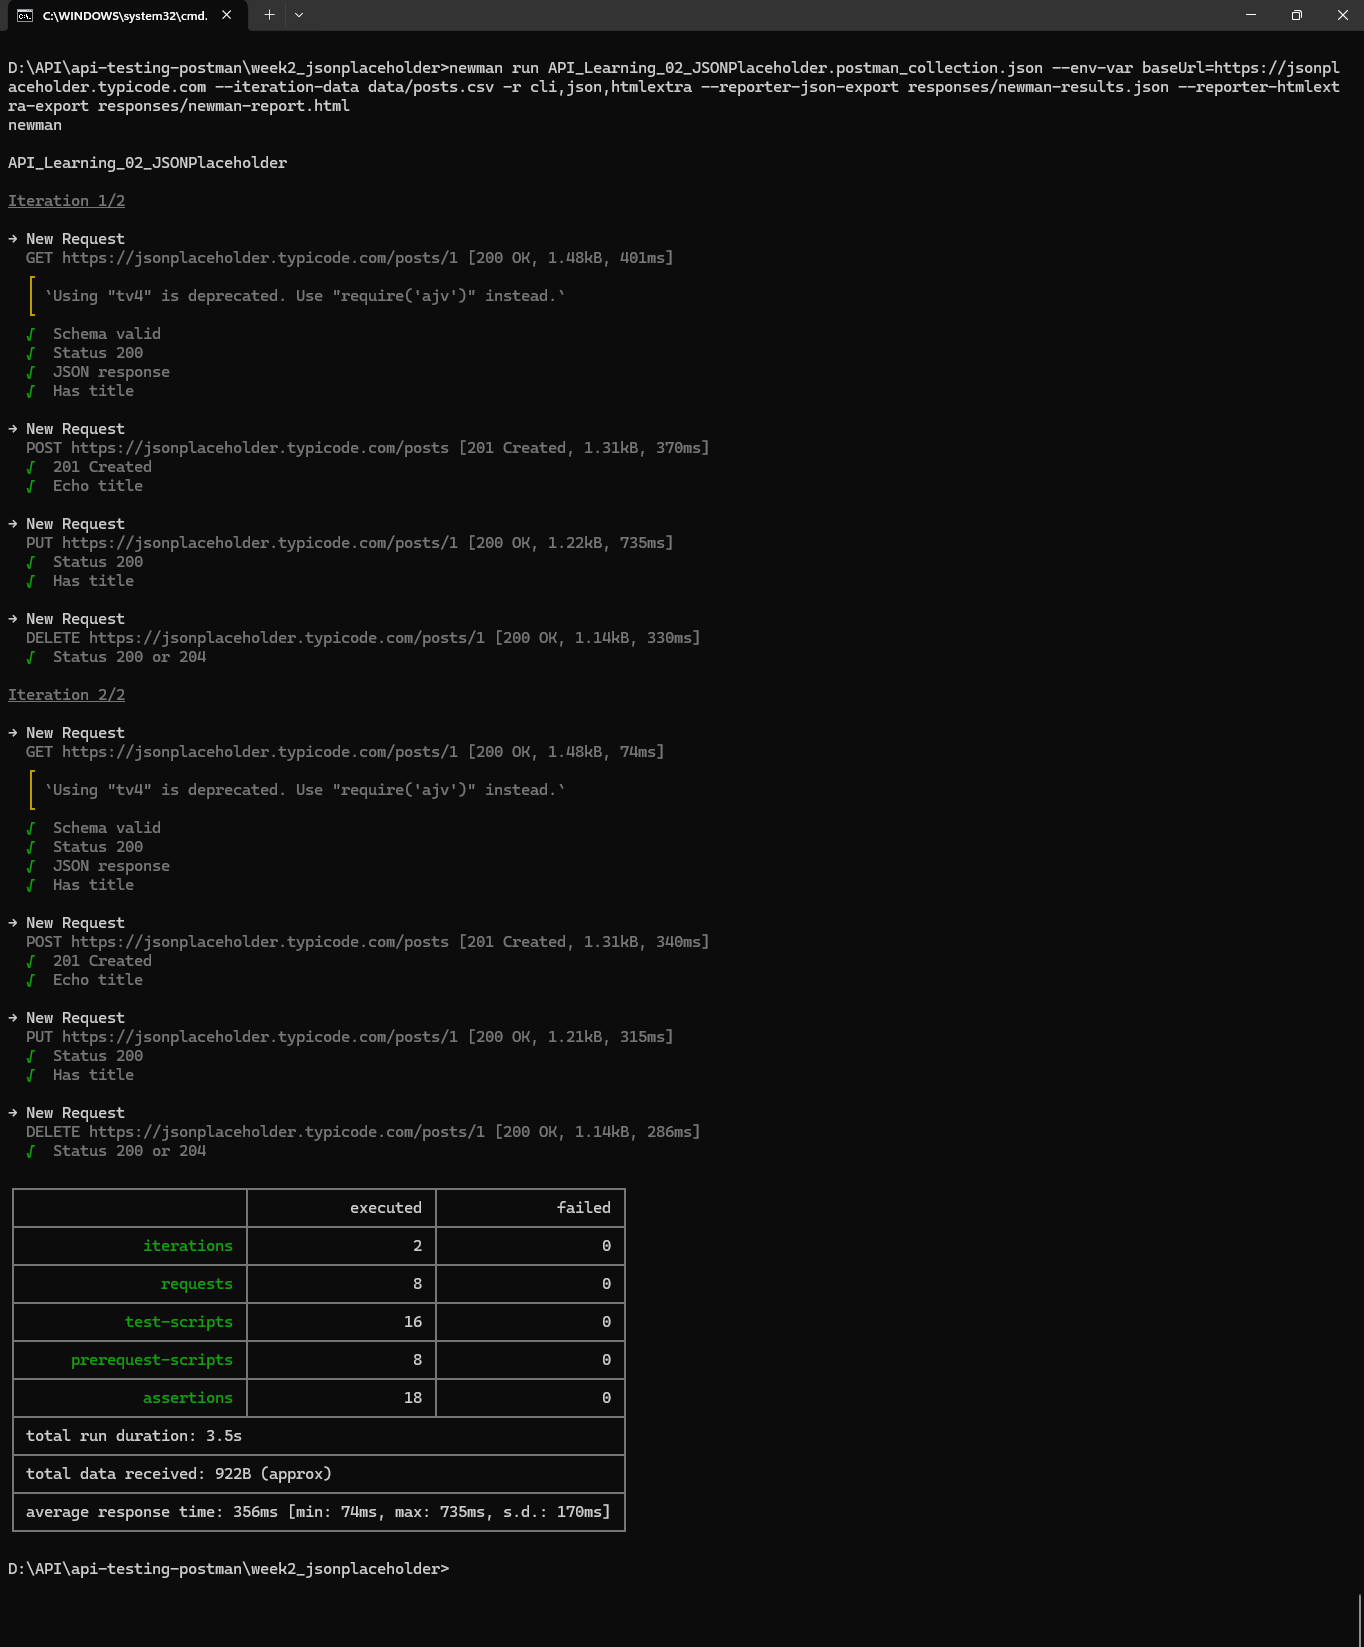 C:\WINDOWS\system32\cmd.
D:\API\api-testing-postman\week2_jsonplaceholder>newman run API_Learning_02_JSONPlaceholder.postman_collection.json --env-var baseUrl=https://jsonpl
aceholder.typicode.com --iteration-data data/posts.csv -r cli,json,htmlextra --reporter-json-export responses/newman-results.json --reporter-htmlext
ra-export responses/newman-report.html
newman
API_Learning_02_JSONPlaceholder
Iteration 1/2
→ New Request
GET https://jsonplaceholder.typicode.com/posts/1 [200 OK, 1.48kB, 401ms]
`Using "tv4" is deprecated. Use "require('ajv')" instead.`
√ Schema valid
√ Status 200
√ JSON response
√ Has title
→ New Request
POST https://jsonplaceholder.typicode.com/posts [201 Created, 1.31kB, 370ms]
√ 201 Created
√ Echo title
→ New Request
PUT https://jsonplaceholder.typicode.com/posts/1 [200 OK, 1.22kB, 735ms]
√ Status 200
√ Has title
→ New Request
DELETE https://jsonplaceholder.typicode.com/posts/1 [200 OK, 1.14kB, 330ms]
√ Status 200 or 204
Iteration 2/2
→ New Request
GET https://jsonplaceholder.typicode.com/posts/1 [200 OK, 1.48kB, 74ms]
`Using "tv4" is deprecated. Use "require('ajv')" instead.`
√ Schema valid
√ Status 200
√ JSON response
√ Has title
→ New Request
POST https://jsonplaceholder.typicode.com/posts [201 Created, 1.31kB, 340ms]
√ 201 Created
√ Echo title
→ New Request
PUT https://jsonplaceholder.typicode.com/posts/1 [200 OK, 1.21kB, 315ms]
√ Status 200
√ Has title
→ New Request
DELETE https://jsonplaceholder.typicode.com/posts/1 [200 OK, 1.14kB, 286ms]
√ Status 200 or 204
executed failed
iterations 2 0
requests 8 0
test-scripts 16 0
prerequest-scripts 8 0
assertions 18 0
total run duration: 3.5s
total data received: 922B (approx)
average response time: 356ms [min: 74ms, max: 735ms, s.d.: 170ms]
D:\API\api-testing-postman\week2_jsonplaceholder>